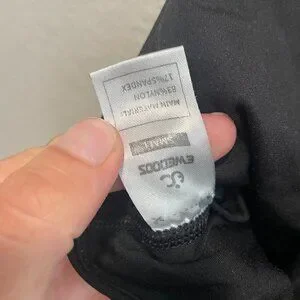 EWEDOOS
SMALL
MAIN MATERIAL:
83%NYLON
17%SPANDEX